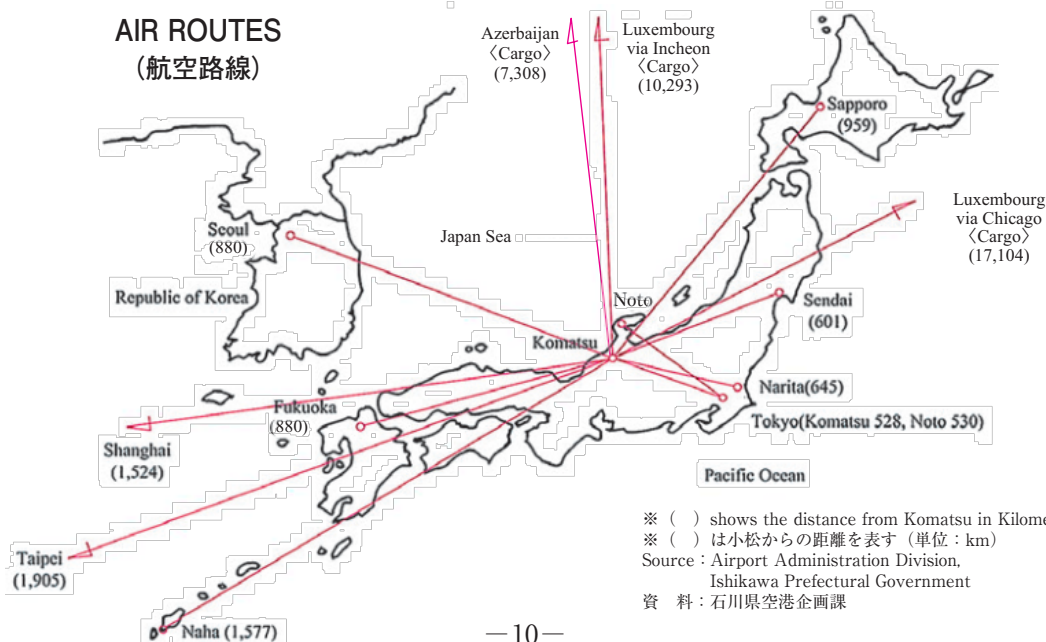 AIR ROUTES
(航空路線)
Azerbaijan
〈Cargo〉
(7,308)
Luxembourg
via Incheon
〈Cargo〉
(10,293)
Sapporo
(959)
Luxembourg
via Chicago
〈Cargo〉
(17,104)
Seoul
(880)
Japan Sea
Republic of Korea
Noto
Sendai
(601)
Komatsu
Narita(645)
Fukuoka
(880)
Tokyo(Komatsu 528, Noto 530)
Shanghai
(1,524)
Pacific Ocean
Taipei
(1,905)
Naha (1,577)
※ ( ) shows the distance from Komatsu in Kilome
※ ( ) は小松からの距離を表す (単位:km)
Source : Airport Administration Division,
Ishikawa Prefectural Government
資 料:石川県空港企画課
—10—